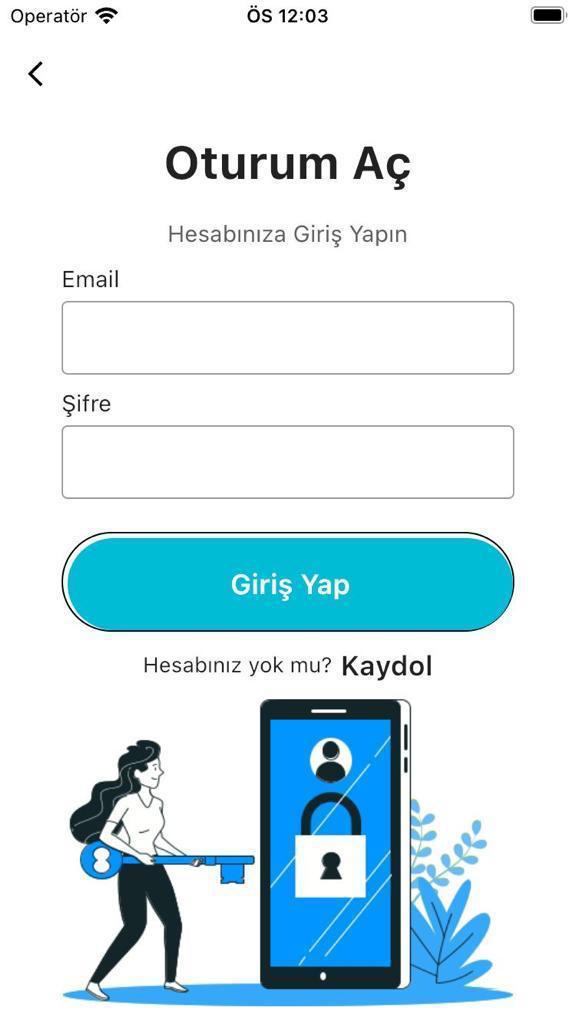 Operatör ÖS 12:03
Oturum Aç
Hesabınıza Giriş Yapın
Email
Şifre
Giriş Yap
Hesabınız yok mu? Kaydol